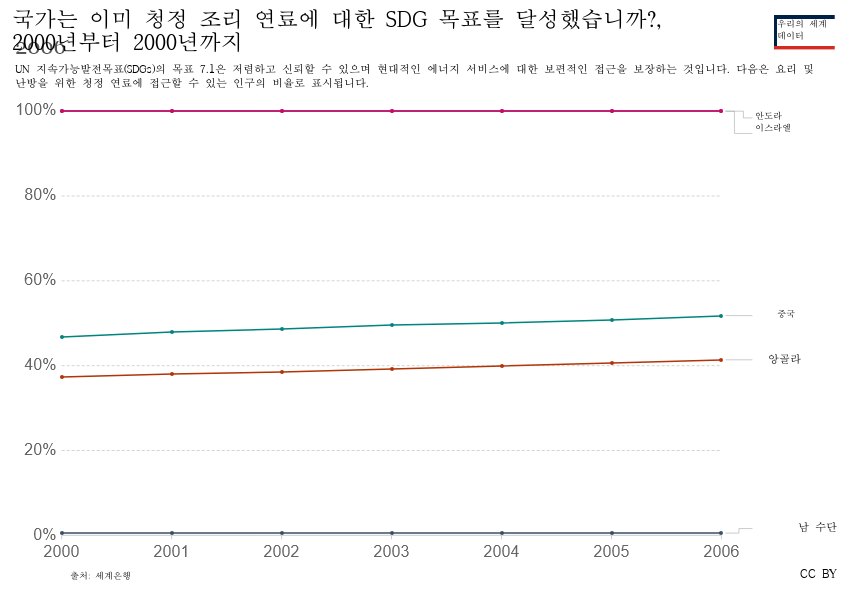 국가는 이미 청정 조리 연료에 대한 SDG 목표를 달성했습니까?,
2000년부터 2000년까지
2006
우리의 세계
데이터
UN 지속가능발전목표(SDGs)의 목표 7.1은 저렴하고 신뢰할 수 있으며 현대적인 에너지 서비스에 대한 보편적인 접근을 보장하는 것입니다. 다음은 요리 및
난방을 위한 청정 연료에 접근할 수 있는 인구의 비율로 표시됩니다.
100%
안도라
이스라엘
80%
60%
중국
40%
앙골라
20%
남 수단
0%
2000 2001 2002 2003 2004 2005 2006
출처: 세계은행
CC BY